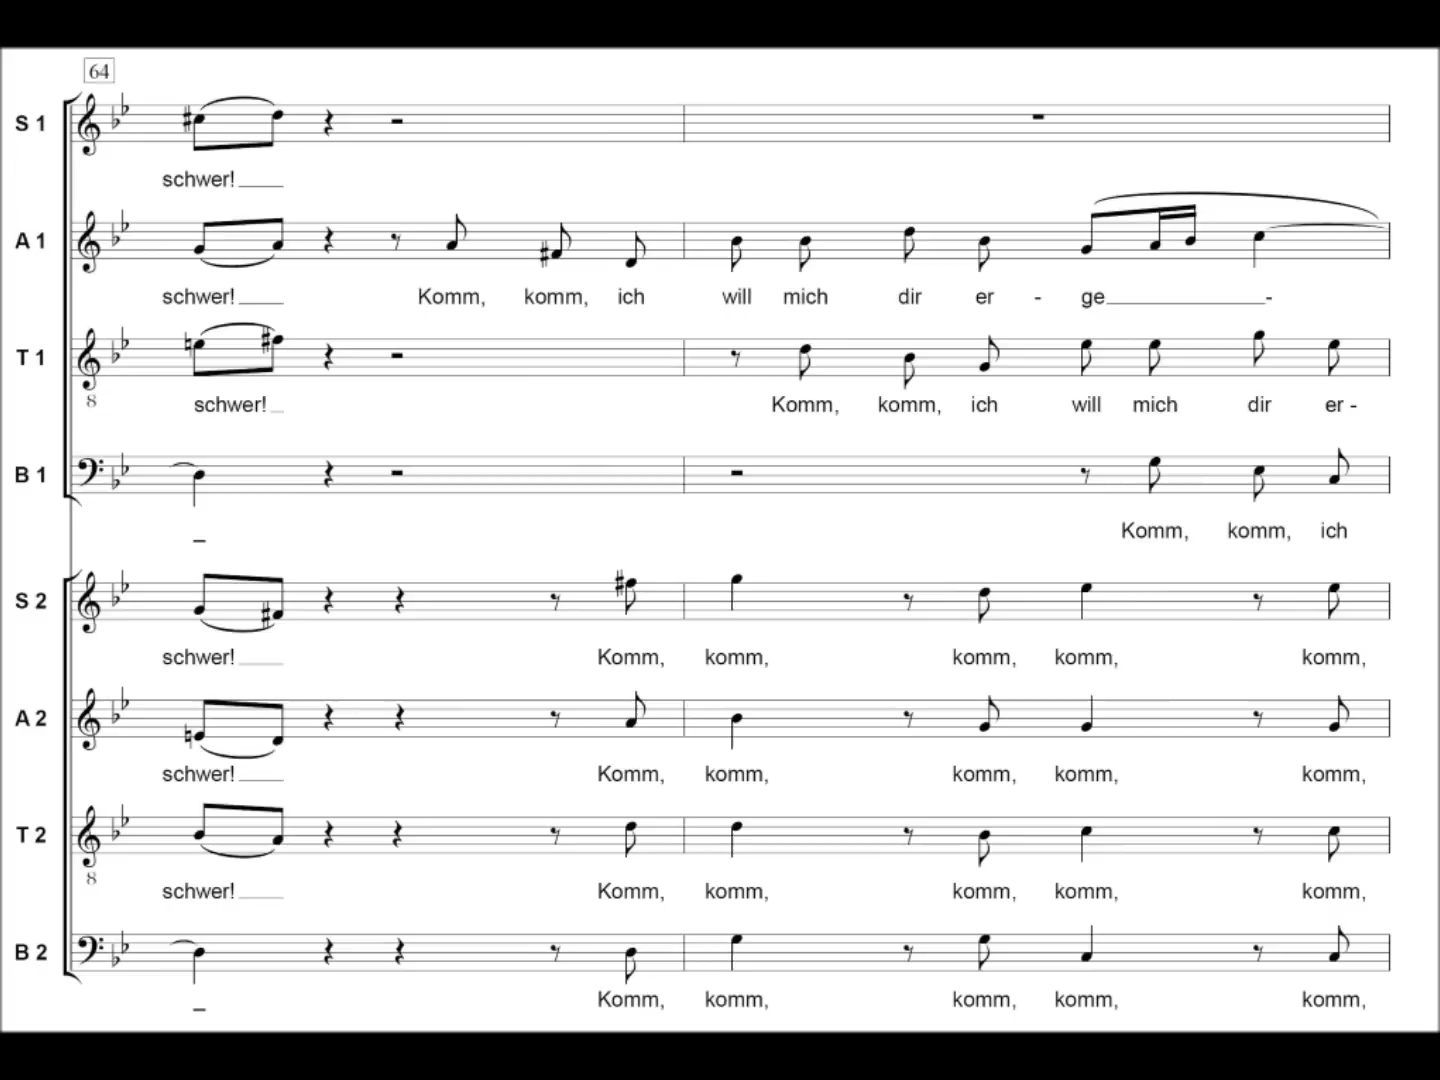 64
S 1
schwer!
A 1
schwer! Komm, komm, ich will mich dir er - ge -
T 1
8
schwer! Komm, komm, ich will mich dir er -
B 1
Komm, komm, ich
S 2
schwer! Komm, komm, komm, komm, komm,
A 2
schwer! Komm, komm, komm, komm, komm,
T 2
8
schwer! Komm, komm, komm, komm, komm,
B 2
Komm, komm, komm, komm, komm,